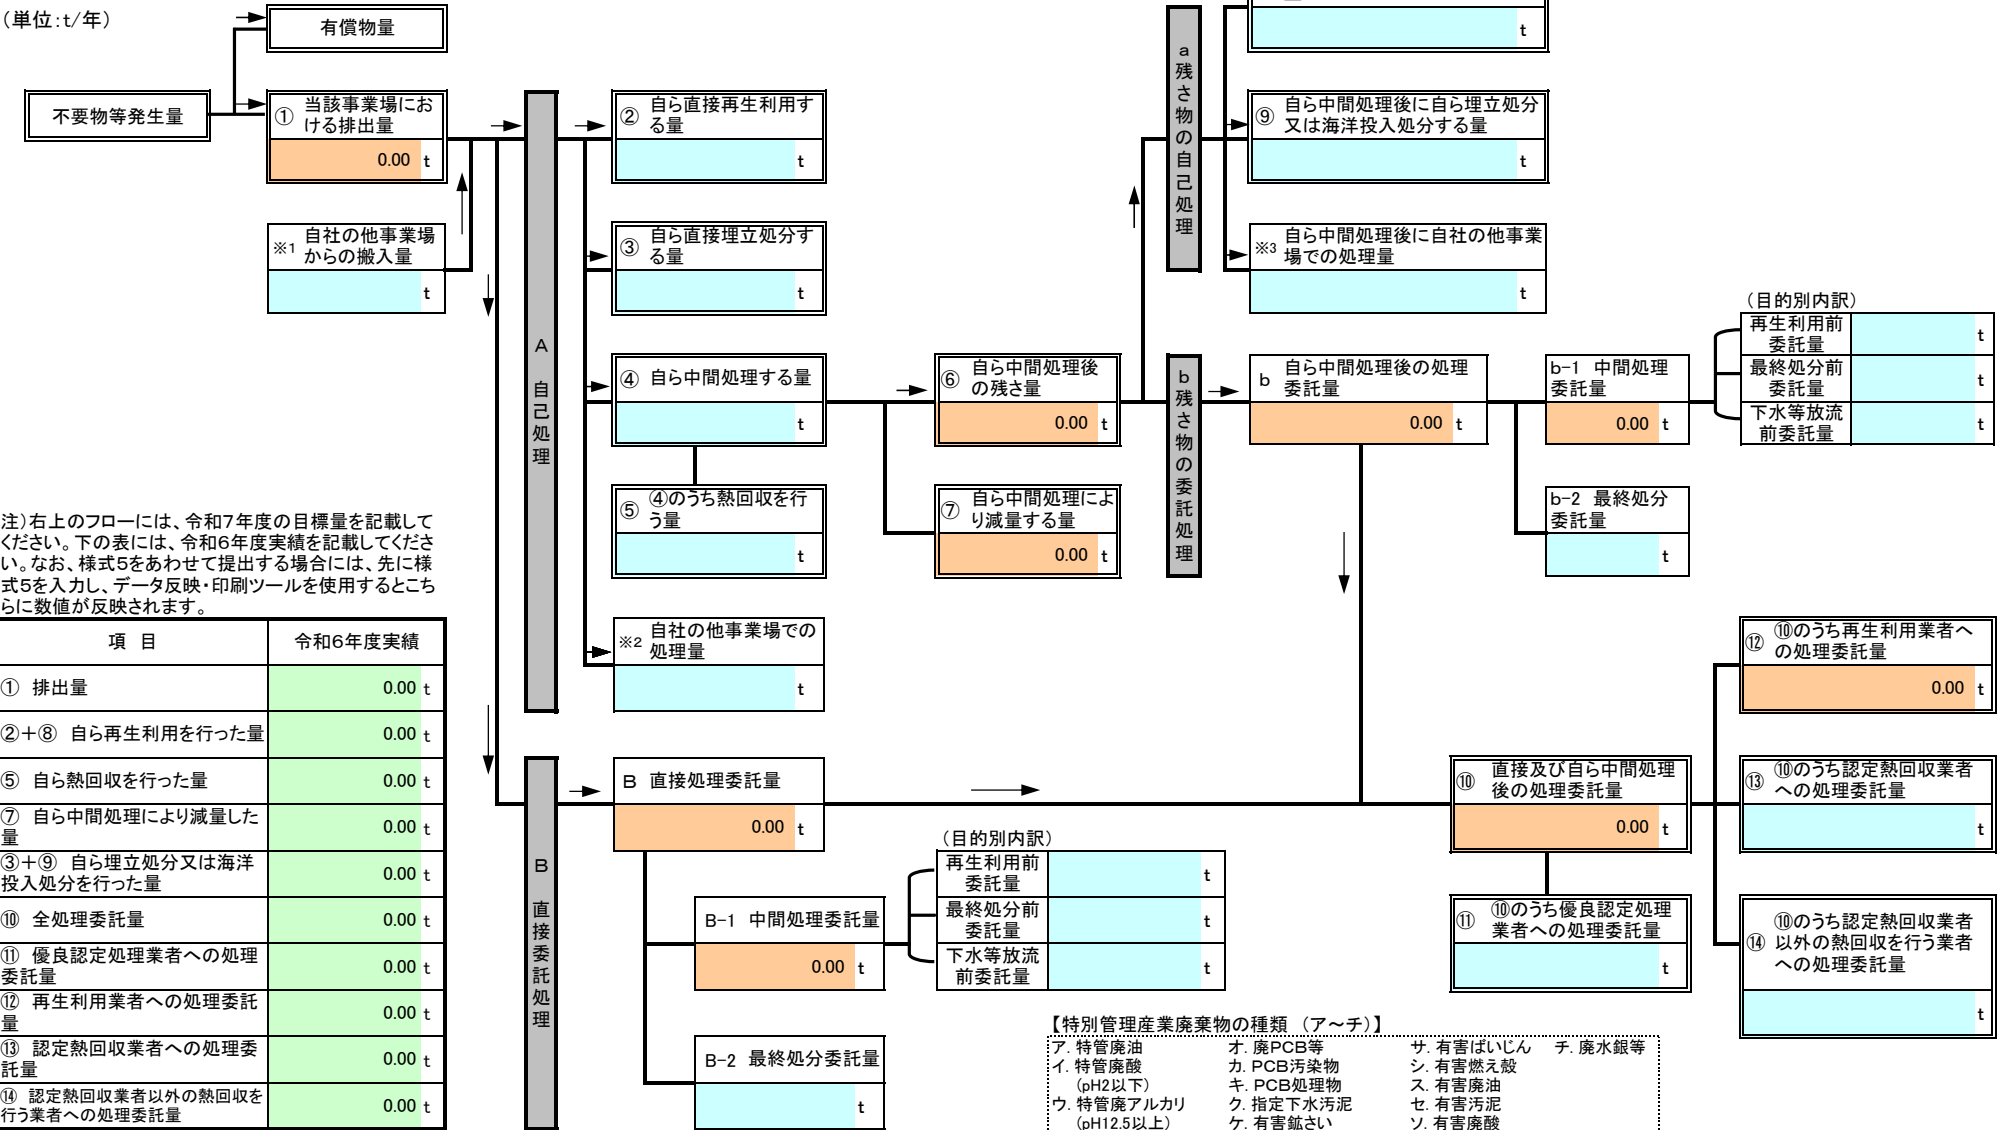 （単位：ｔ/年）
有償物量
不要物等発生量
①
当該事業場にお
ける排出量
0.00 t
※1
自社の他事業場
からの搬入量
t
A 自己処理
②
自ら直接再生利用す
る量
t
③
自ら直接埋立処分す
る量
t
④ 自ら中間処理する量
t
⑤
④のうち熱回収を行
う量
t
※2
自社の他事業場での
処理量
t
⑥
自ら中間処理後
の残さ量
0.00 t
⑦
自ら中間処理によ
り減量する量
0.00 t
a残さ物の自己処理
t
⑨
自ら中間処理後に自ら埋立処分
又は海洋投入処分する量
t
※3
自ら中間処理後に自社の他事業
場での処理量
t
b残さ物の委託処理
b
自ら中間処理後の処理
委託量
0.00 t
b-1 中間処理
委託量
0.00 t
b-2 最終処分
委託量
t
（目的別内訳）
再生利用前
委託量
t
最終処分前
委託量
t
下水等放流
前委託量
t
注）右上のフローには、令和７年度の目標量を記載して
ください。下の表には、令和６年度実績を記載してくださ
い。なお、様式５をあわせて提出する場合には、先に様
式５を入力し、データ反映・印刷ツールを使用するとこち
らに数値が反映されます。
項 目 令和６年度実績
① 排出量 0.00 t
②＋⑧ 自ら再生利用を行った量 0.00 t
⑤ 自ら熱回収を行った量 0.00 t
⑦ 自ら中間処理により減量した
量 0.00 t
③＋⑨ 自ら埋立処分又は海洋
投入処分を行った量 0.00 t
⑩ 全処理委託量 0.00 t
⑪ 優良認定処理業者への処理
委託量 0.00 t
⑫ 再生利用業者への処理委託
量 0.00 t
⑬ 認定熱回収業者への処理委
託量 0.00 t
⑭ 認定熱回収業者以外の熱回収を
行う業者への処理委託量 0.00 t
B 直接委託処理
B 直接処理委託量
0.00 t
B-1 中間処理委託量
0.00 t
B-2 最終処分委託量
t
（目的別内訳）
再生利用前
委託量
t
最終処分前
委託量
t
下水等放流
前委託量
t
⑩
直接及び自ら中間処理
後の処理委託量
0.00 t
⑪
⑩のうち優良認定処理
業者への処理委託量
t
⑫
⑩のうち再生利用業者へ
の処理委託量
0.00 t
⑬
⑩のうち認定熱回収業者
への処理委託量
t
⑭
⑩のうち認定熱回収業者
以外の熱回収を行う業者
への処理委託量
t
【特別管理産業廃棄物の種類 （ア～チ）】
ア. 特管廃油 オ. 廃PCB等 サ. 有害ばいじん チ. 廃水銀等
イ. 特管廃酸 カ. PCB汚染物 シ. 有害燃え殻
（pH2以下） キ. PCB処理物 ス. 有害廃油
ウ. 特管廃アルカリ ク. 指定下水汚泥 セ. 有害汚泥
（pH12.5以上） ケ. 有害鉱さい ソ. 有害廃酸